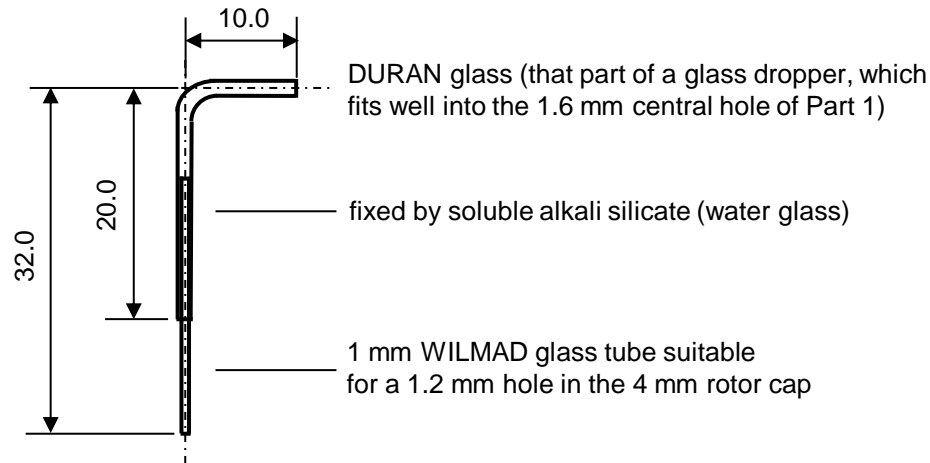 10.0
DURAN glass (that part of a glass dropper, which
fits well into the 1.6 mm central hole of Part 1)
20.0
32.0
fixed by soluble alkali silicate (water glass)
1 mm WILMAD glass tube suitable
for a 1.2 mm hole in the 4 mm rotor cap